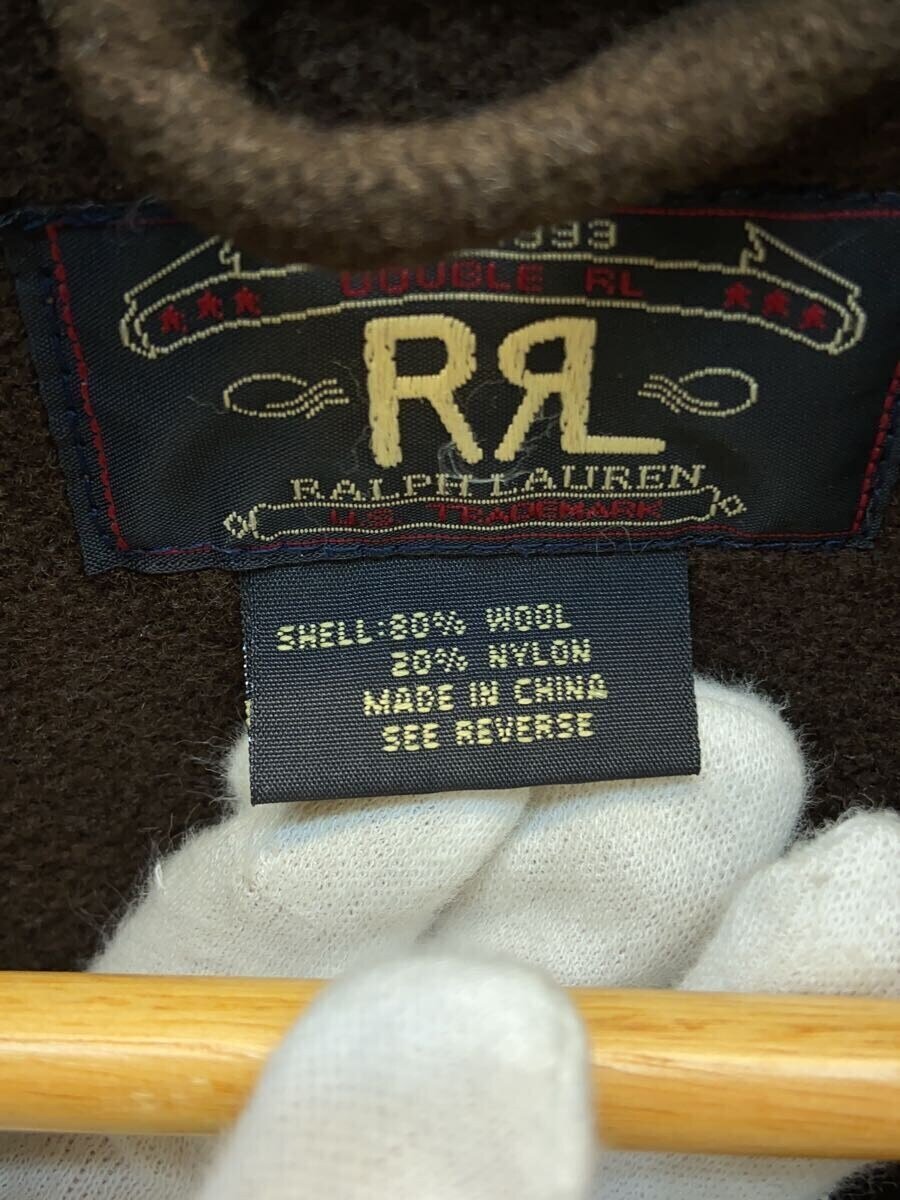 DOUBLE RL
RRL
RALPH LAUREN
U.S. TRADEMARK
SHELL: 80% WOOL
20% NYLON
MADE IN CHINA
SEE REVERSE